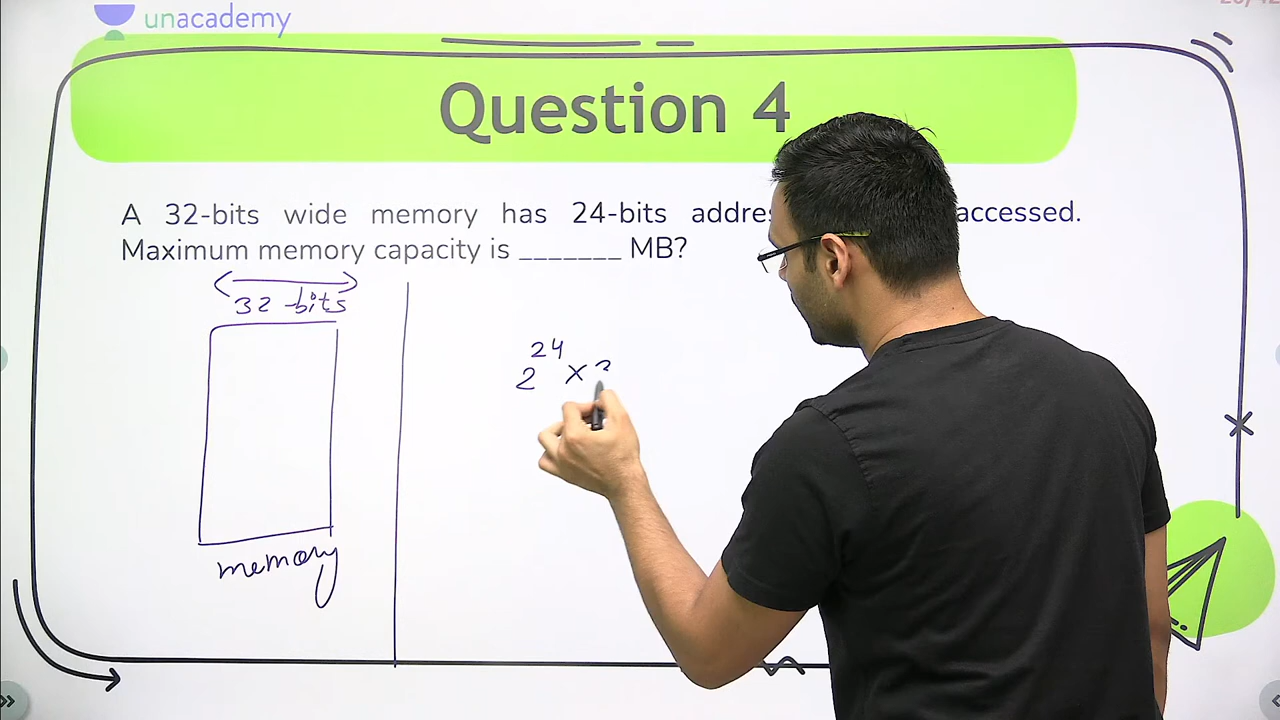 unacademy
Question 4
A 32-bits wide memory has 24-bits accessed.
Maximum memory capacity is _______ MB?
32 bits
2^24 ×
memory